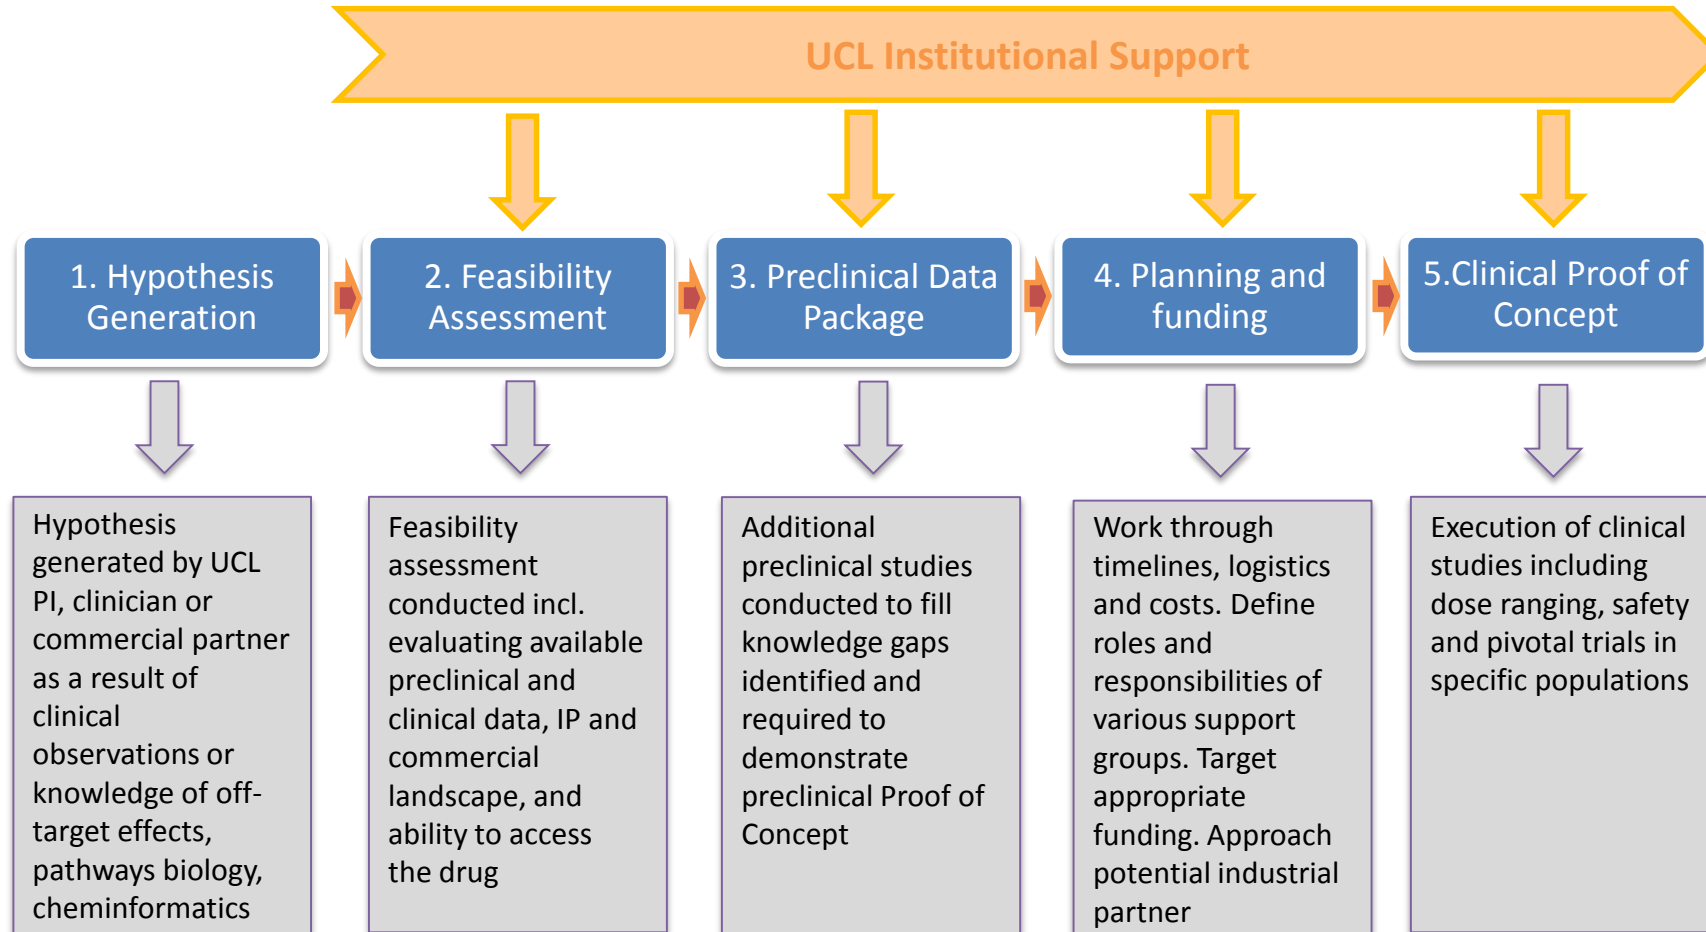 UCL Institutional Support
1. Hypothesis
Generation
2. Feasibility
Assessment
3. Preclinical Data
Package
4. Planning and
funding
5.Clinical Proof of
Concept
Hypothesis
generated by UCL
PI, clinician or
commercial partner
as a result of
clinical
observations or
knowledge of off-
target effects,
pathways biology,
cheminformatics
Feasibility
assessment
conducted incl.
evaluating available
preclinical and
clinical data, IP and
commercial
landscape, and
ability to access
the drug
Additional
preclinical studies
conducted to fill
knowledge gaps
identified and
required to
demonstrate
preclinical Proof of
Concept
Work through
timelines, logistics
and costs. Define
roles and
responsibilities of
various support
groups. Target
appropriate
funding. Approach
potential industrial
partner
Execution of clinical
studies including
dose ranging, safety
and pivotal trials in
specific populations